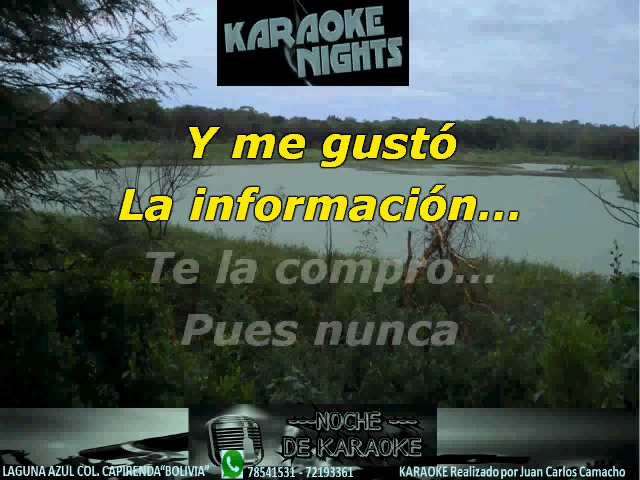 KARAOKE
NIGHTS
Y me gustó
La información...
Te la compro...
Pues nunca
---NOCHE---
DE KARAOKE
LAGUNA AZUL COL. CAPIRENDA"BOLIVIA" 78541531 - 72193361 KARAOKE Realizado por Juan Carlos Camacho